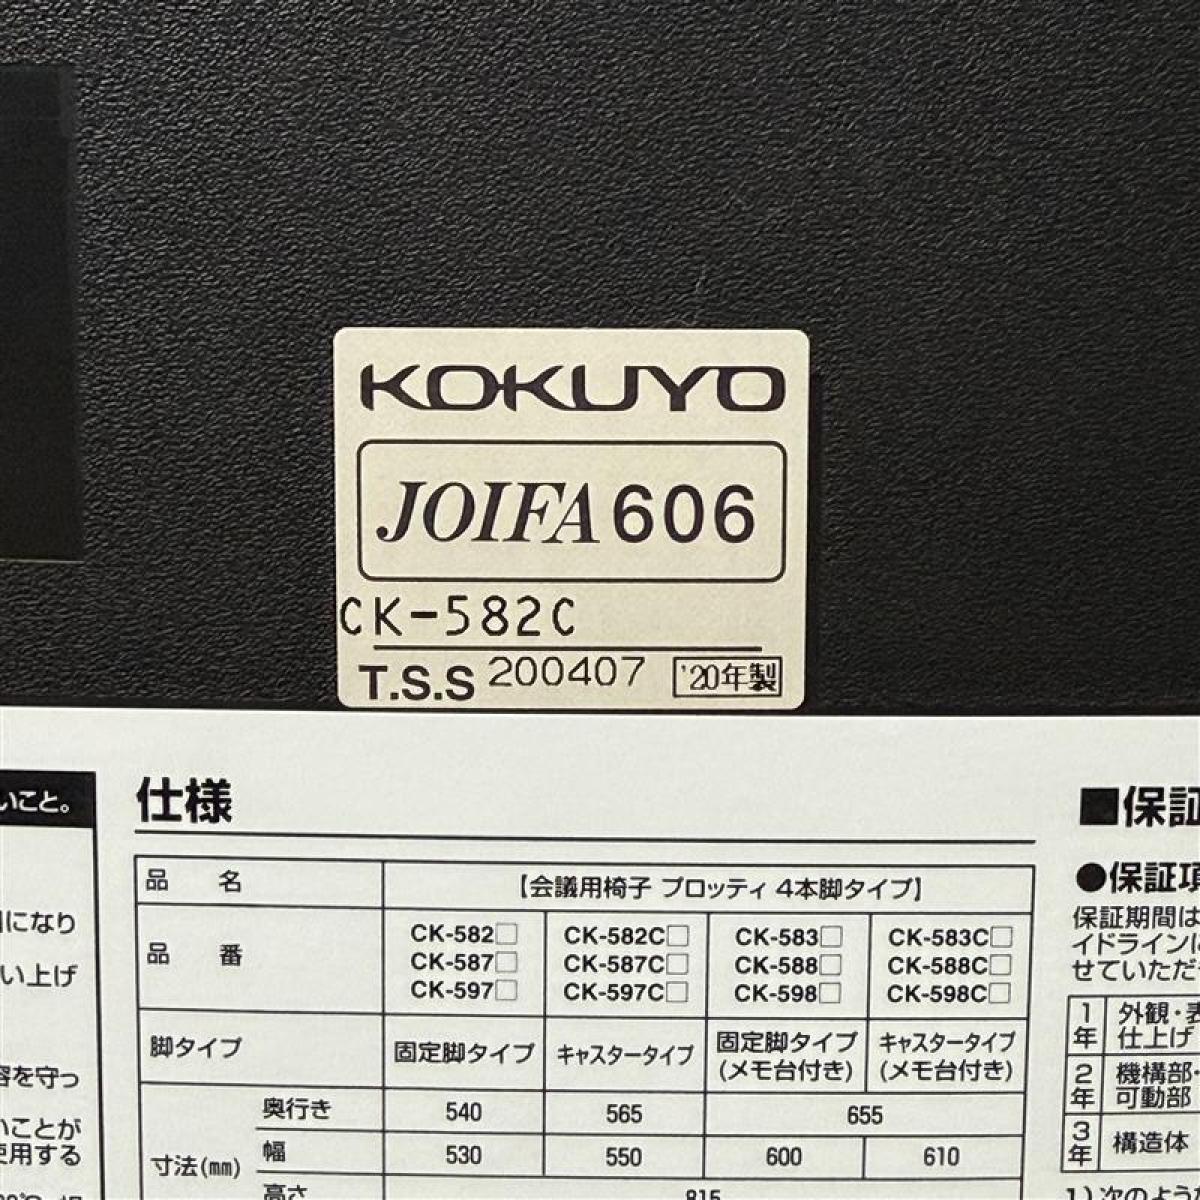 KOKUYO
JOIFA 606
CK-582C
T.S.S 200407 '20年製
いこと。
になり
い上げ
容を守っ
いことが
使用する
仕様
品名 【会議用椅子 プロッティ 4本脚タイプ】
品番 CK-582□ CK-582C□ CK-583□ CK-583C□
CK-587□ CK-587C□ CK-588□ CK-588C□
CK-597□ CK-597C□ CK-598□ CK-598C□
脚タイプ 固定脚タイプ キャスタータイプ 固定脚タイプ(メモ台付き) キャスタータイプ(メモ台付き)
寸法(mm) 奥行き 540 565 655
幅 530 550 600 610
高さ 815
■保証
●保証項
保証期間は
イドラインに
せていただ
1年 外観・表
仕上げ
2年 機構部・
可動部
3年 構造体
1)次のような